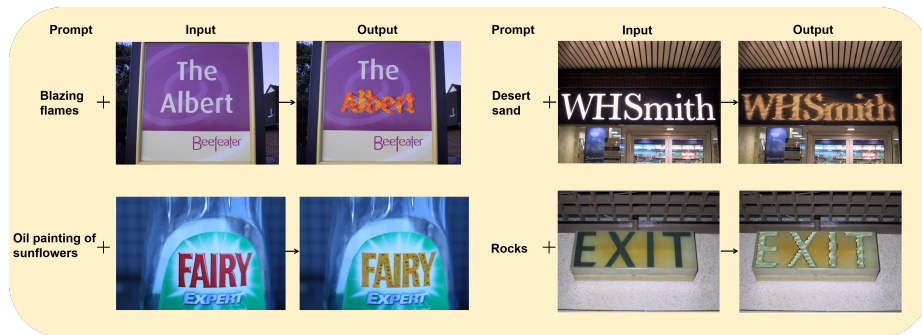 Prompt Input Output
Blazing
flames
+
The
Albert
Beefeater
The
Albert
Beefeater
Prompt Input Output
Desert
sand
+
WHSmith
WHSmith
Oil painting of
sunflowers
+
FAIRY
EXPERT
FAIRY
EXPERT
Rocks
+
EXIT
EXIT